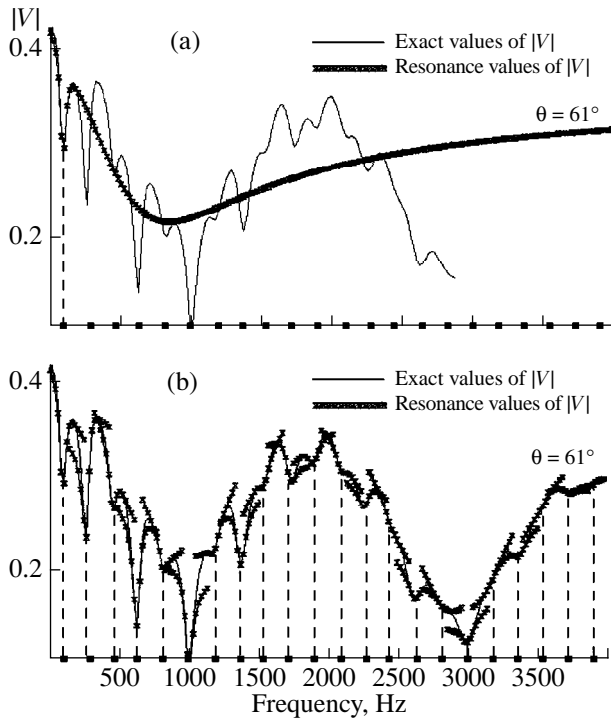 |V|
(a)
Exact values of |V|
Resonance values of |V|
0.4
θ = 61°
0.2
(b)
Exact values of |V|
Resonance values of |V|
0.4
θ = 61°
0.2
500 1000 1500 2000 2500 3000 3500
Frequency, Hz